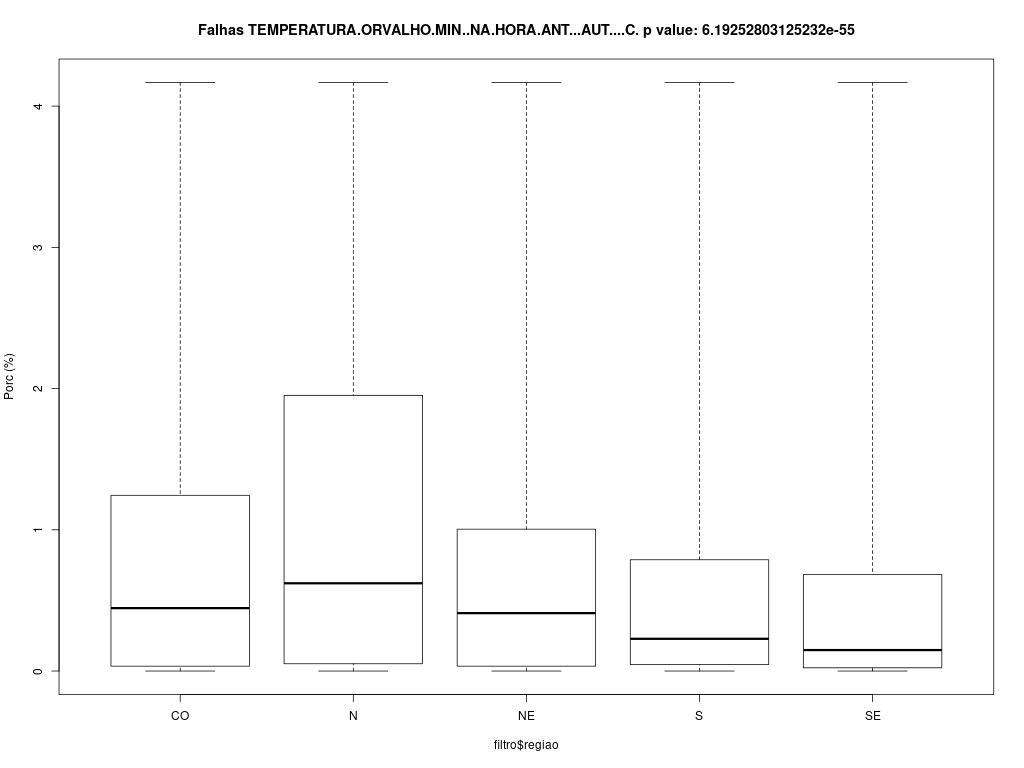 Falhas TEMPERATURA.ORVALHO.MIN..NA.HORA.ANT...AUT....C. p value: 6.19252803125232e-55
Porc (%)
4
3
2
1
0
CO N NE S SE
filtro$regiao